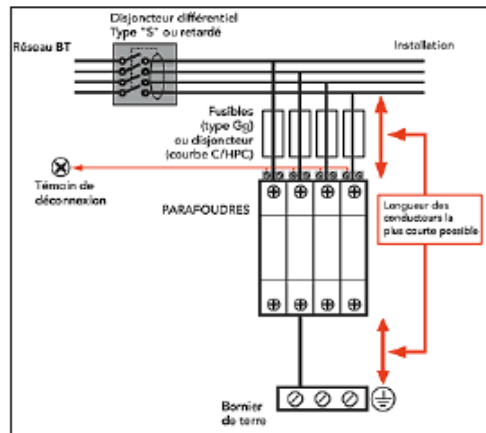 Disjoncteur différentiel
Type "S" ou retardé
Réseau BT
Installation
Fusibles
(type Gg)
ou disjoncteur
(courbe C/HPC)
Témoin de
déconnexion
PARAFOUDRES
Longueur des
conducteurs la
plus courte possible
Bornier
de terre